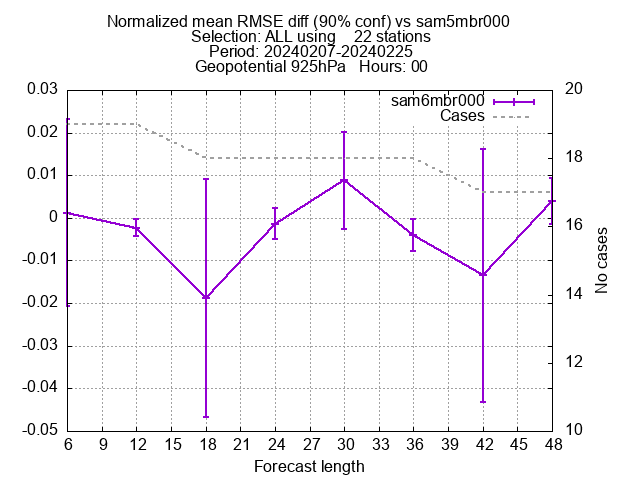 Normalized mean RMSE diff (90% conf) vs sam5mbr000
Selection: ALL using    22 stations
Period: 20240207-20240225
Geopotential 925hPa   Hours: 00
sam6mbr000
Cases
0.03
0.02
0.01
0
-0.01
-0.02
-0.03
-0.04
-0.05
20
18
16
14
12
10
No cases
6 9 12 15 18 21 24 27 30 33 36 39 42 45 48
Forecast length